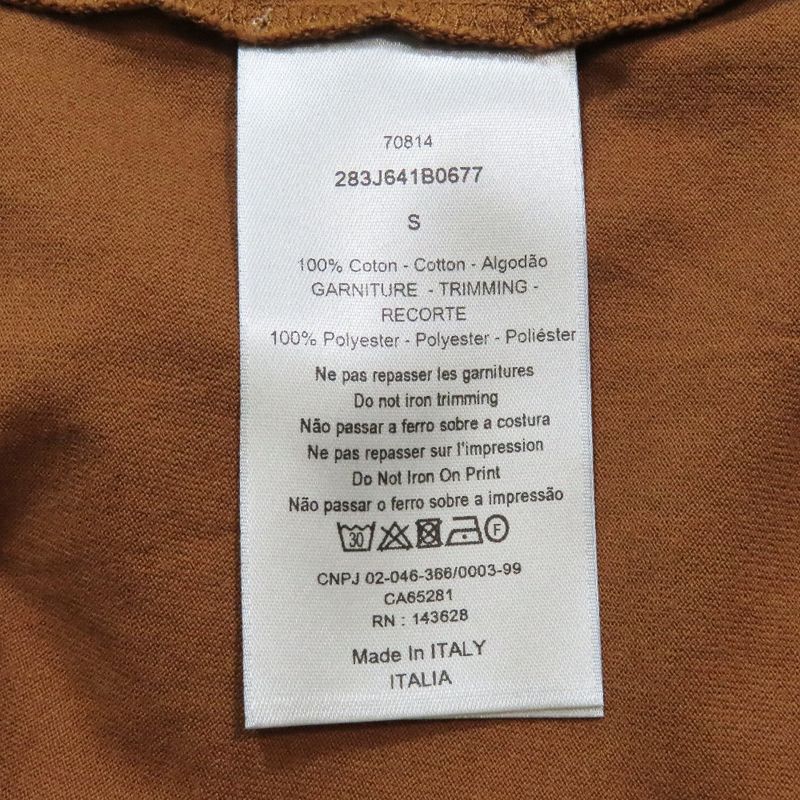 70814
283J641B0677
S
100% Coton - Cotton - Algodão
GARNITURE - TRIMMING -
RECORTE
100% Polyester - Polyester - Poliéster
Ne pas repasser les garnitures
Do not iron trimming
Não passar a ferro sobre a costura
Ne pas repasser sur l'impression
Do Not Iron On Print
Não passar o ferro sobre a impressão
30 F
CNPJ 02-046-366/0003-99
CA65281
RN : 143628
Made In ITALY
ITALIA